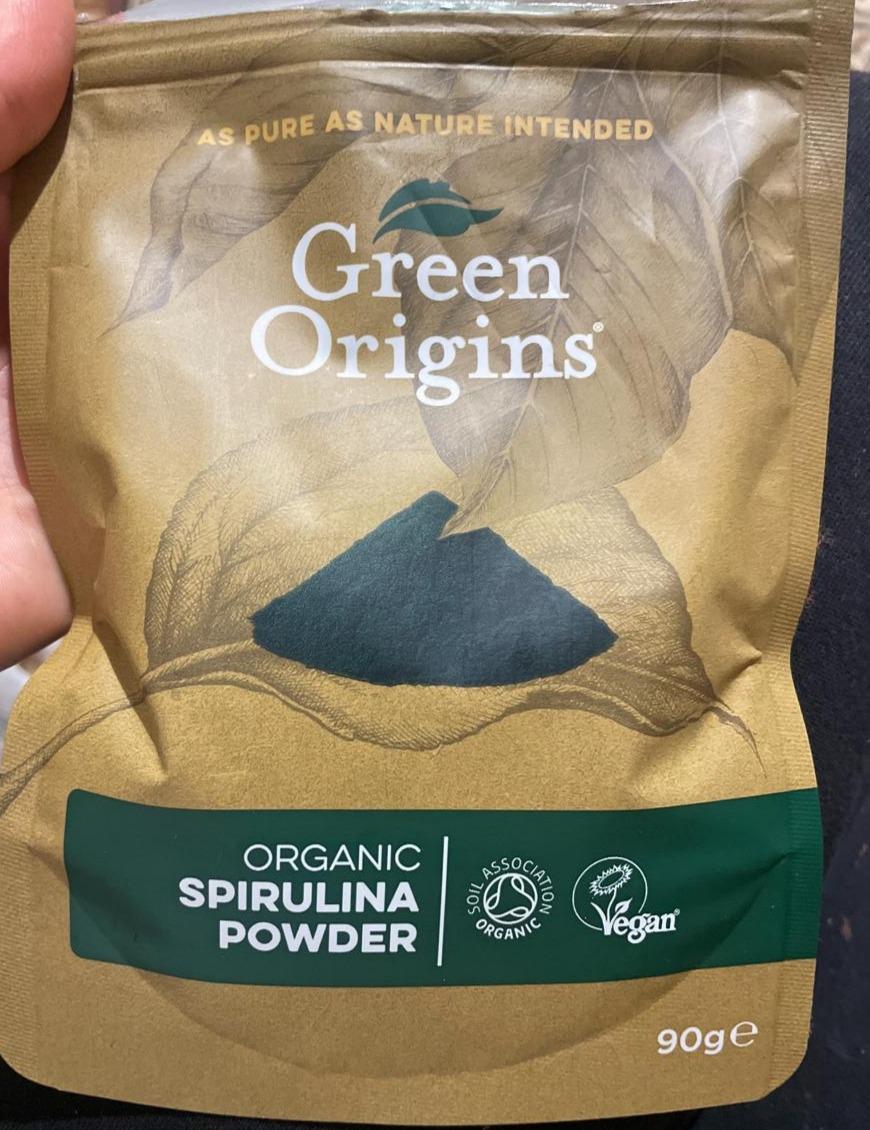 AS PURE AS NATURE INTENDED
Green
Origins®
ORGANIC
SPIRULINA
POWDER
SOIL ASSOCIATION
ORGANIC
Vegan®
90g℮